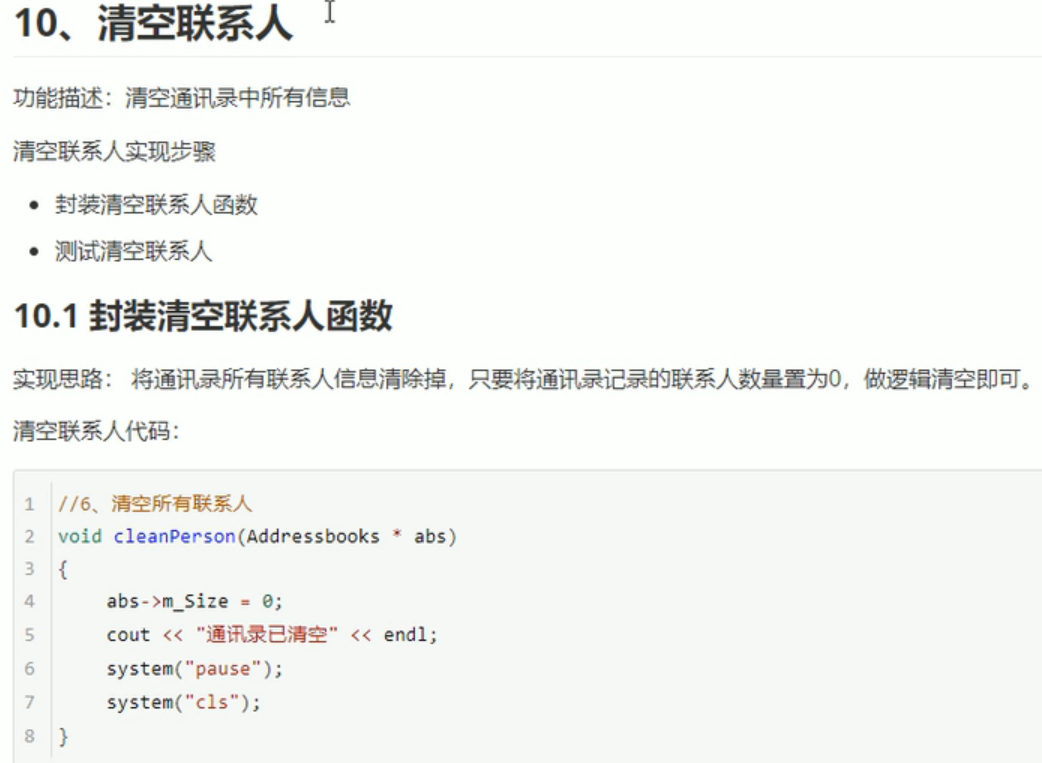 10、清空联系人
功能描述：清空通讯录中所有信息
清空联系人实现步骤
• 封装清空联系人函数
• 测试清空联系人
10.1 封装清空联系人函数
实现思路： 将通讯录所有联系人信息清除掉，只要将通讯录记录的联系人数量置为0，做逻辑清空即可。
清空联系人代码：
1 //6、清空所有联系人
2 void cleanPerson(Addressbooks * abs)
3 {
4     abs->m_Size = 0;
5     cout << "通讯录已清空" << endl;
6     system("pause");
7     system("cls");
8 }